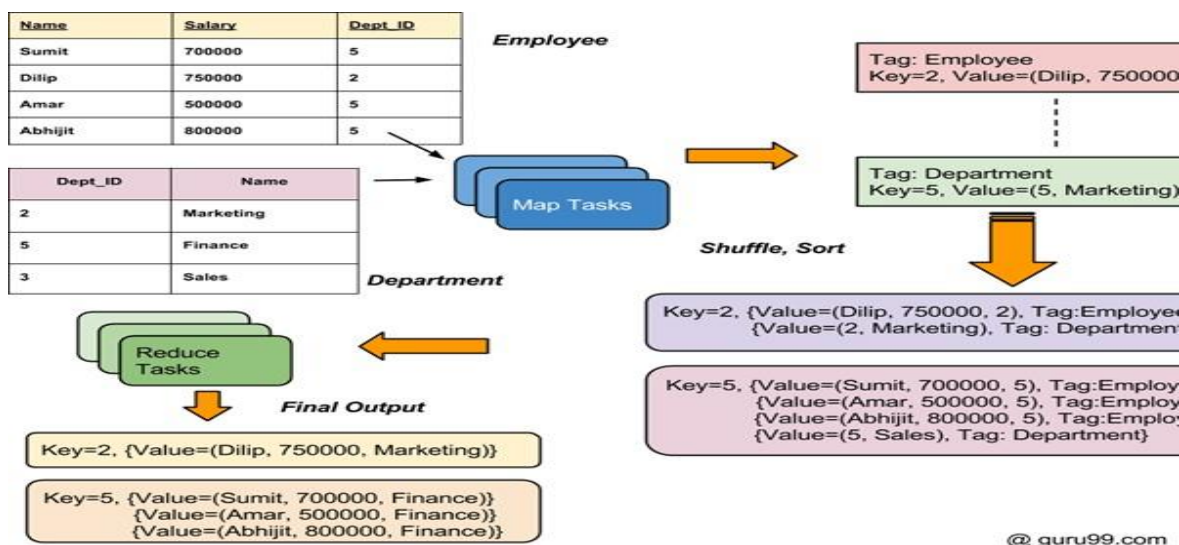 Name Salary Dept_ID
Sumit 700000 5
Dilip 750000 2
Amar 500000 5
Abhijit 800000 5
Employee
Dept_ID Name
2 Marketing
5 Finance
3 Sales
Department
Map Tasks
Tag: Employee
Key=2, Value=(Dilip, 750000
Tag: Department
Key=5, Value=(5, Marketing)
Shuffle, Sort
Key=2, {Value=(Dilip, 750000, 2), Tag:Employee
{Value=(2, Marketing), Tag: Department
Key=5, {Value=(Sumit, 700000, 5), Tag:Employ
{Value=(Amar, 500000, 5), Tag:Employ
{Value=(Abhijit, 800000, 5), Tag:Employ
{Value=(5, Sales), Tag: Department}
Reduce
Tasks
Final Output
Key=2, {Value=(Dilip, 750000, Marketing)}
Key=5, {Value=(Sumit, 700000, Finance)}
{Value=(Amar, 500000, Finance)}
{Value=(Abhijit, 800000, Finance)}
@ guru99.com